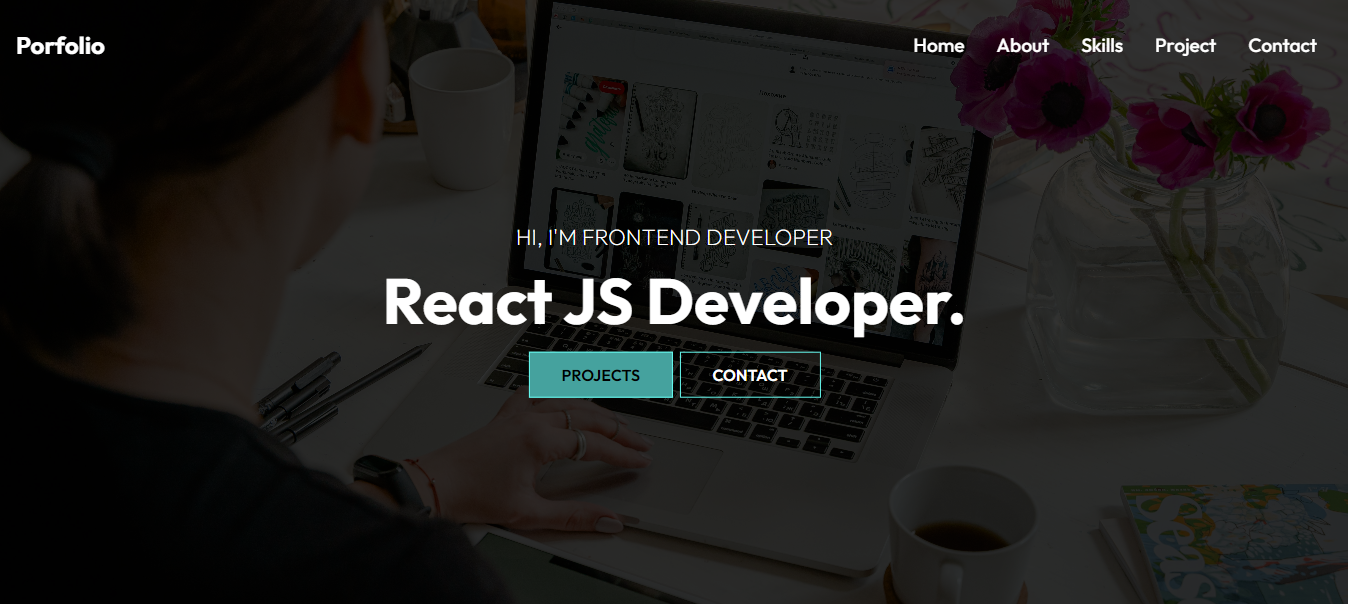 Porfolio
Home About Skills Project Contact
HI, I'M FRONTEND DEVELOPER
React JS Developer.
PROJECTS CONTACT